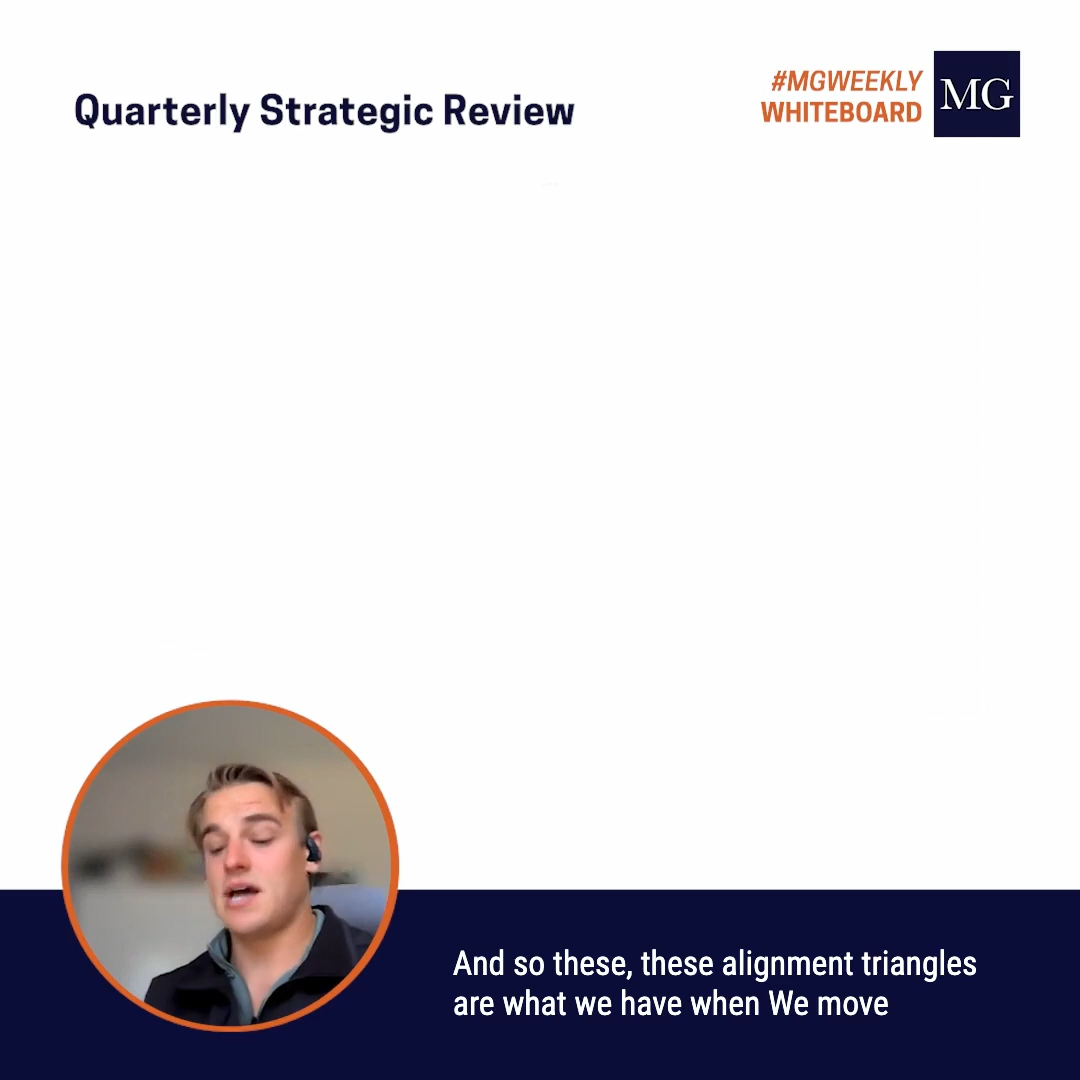 Quarterly Strategic Review
#MGWEEKLY
WHITEBOARD
MG
And so these, these alignment triangles
are what we have when We move